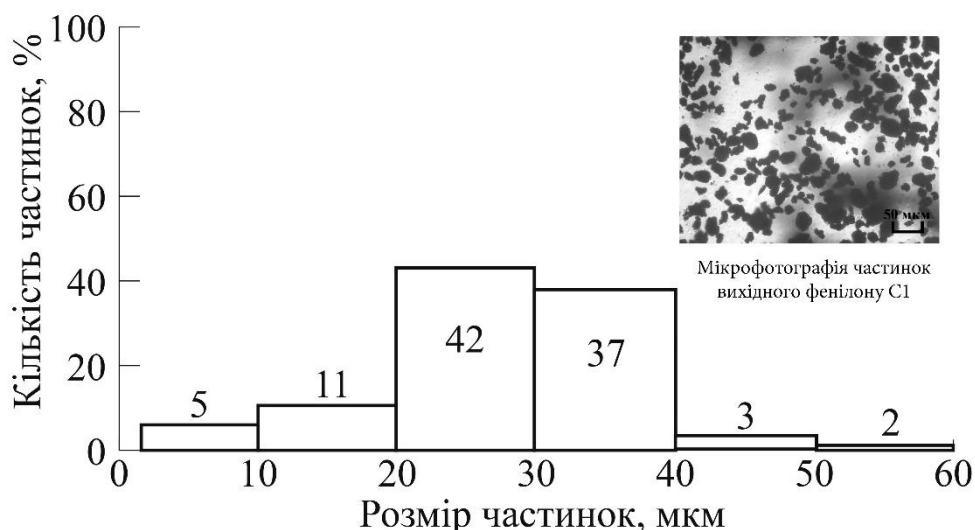 Кількість частинок, %
100
80
60
40
20
0
5
11
42
37
3
2
0 10 20 30 40 50 60
Розмір частинок, мкм
50 мкм
Мікрофотографія частинок
вихідного фенілону С1